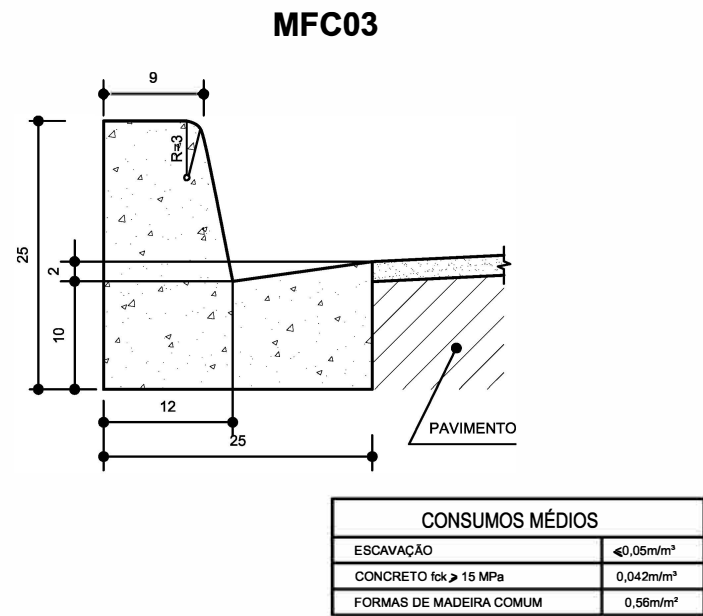 MFC03
9
R=3
25
2
10
12
25
PAVIMENTO
CONSUMOS MÉDIOS
ESCAVAÇÃO ⩽0,05m/m³
CONCRETO fck ⩾ 15 MPa 0,042m/m³
FORMAS DE MADEIRA COMUM 0,56m/m²